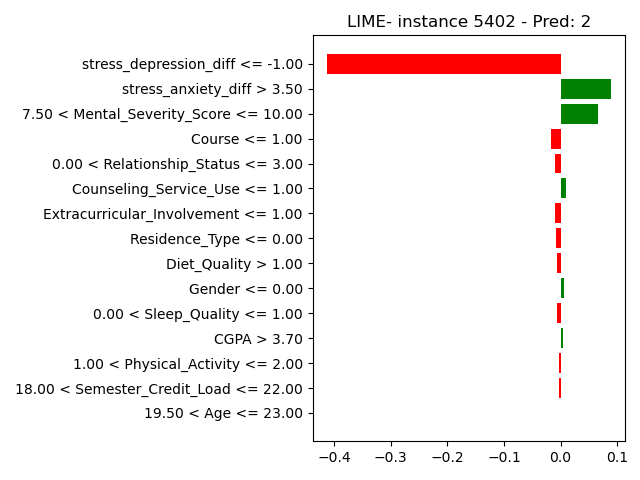 LIME- instance 5402 - Pred: 2
stress_depression_diff <= -1.00
stress_anxiety_diff > 3.50
7.50 < Mental_Severity_Score <= 10.00
Course <= 1.00
0.00 < Relationship_Status <= 3.00
Counseling_Service_Use <= 1.00
Extracurricular_Involvement <= 1.00
Residence_Type <= 0.00
Diet_Quality > 1.00
Gender <= 0.00
0.00 < Sleep_Quality <= 1.00
CGPA > 3.70
1.00 < Physical_Activity <= 2.00
18.00 < Semester_Credit_Load <= 22.00
19.50 < Age <= 23.00
−0.4 −0.3 −0.2 −0.1 0.0 0.1